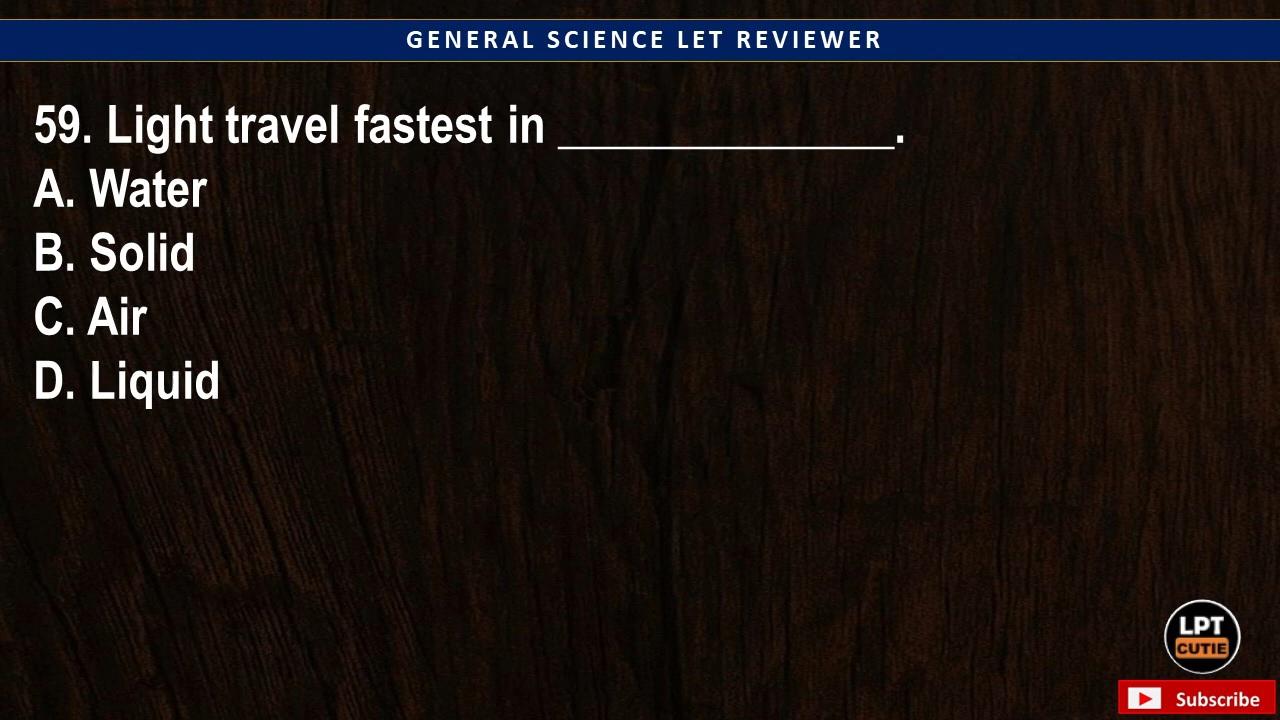 GENERAL SCIENCE LET REVIEWER
59. Light travel fastest in ______________.
A. Water
B. Solid
C. Air
D. Liquid
LPT
CUTIE
Subscribe